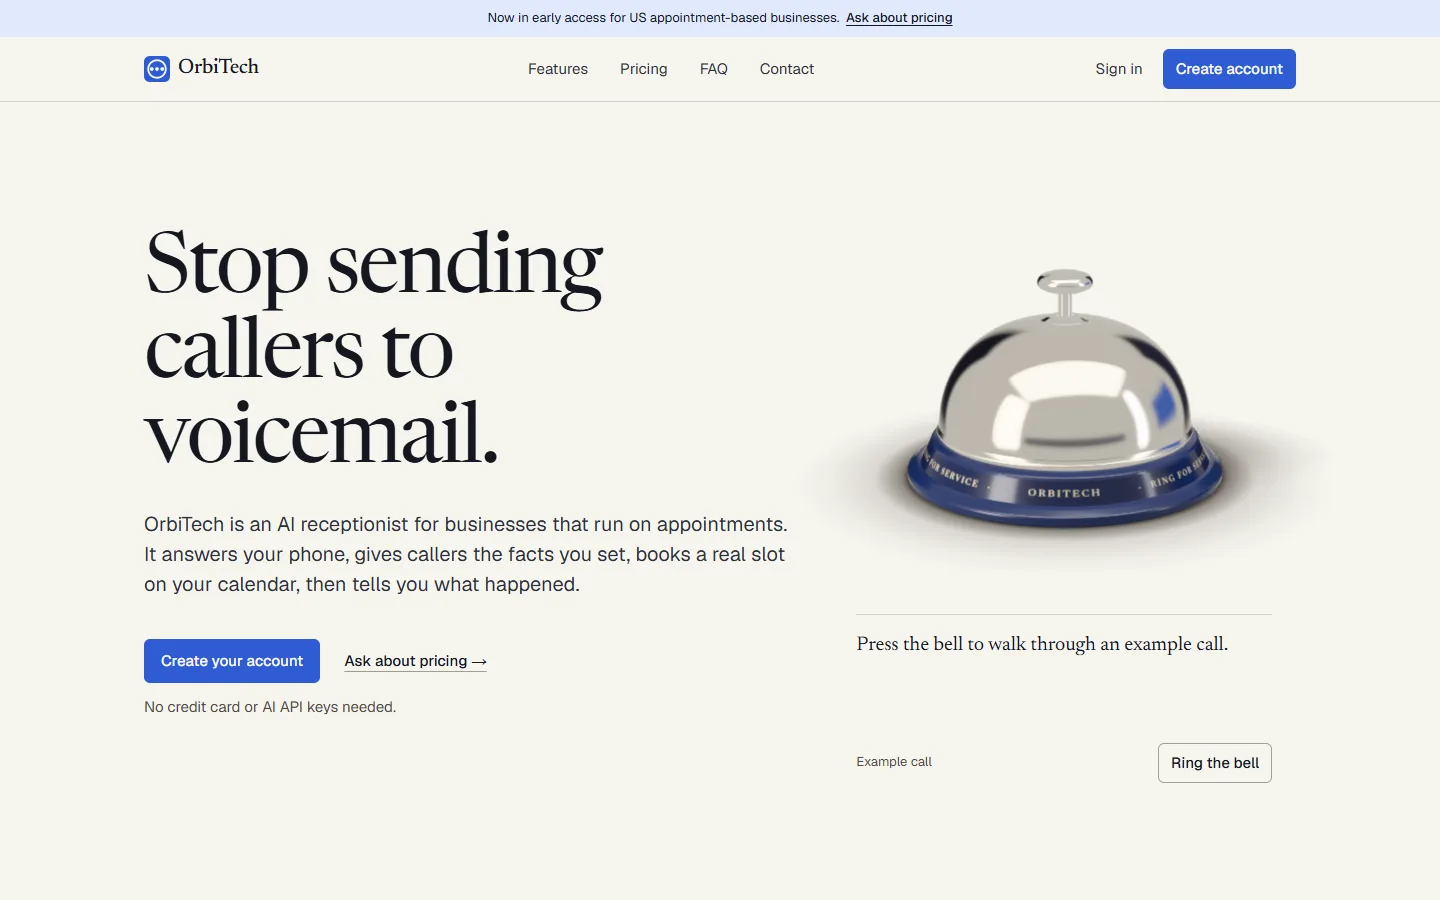 Now in early access for US appointment-based businesses. Ask about pricing
OrbiTech
Features
Pricing
FAQ
Contact
Sign in
Create account
Stop sending
callers to
voicemail.
OrbiTech is an AI receptionist for businesses that run on appointments.
It answers your phone, gives callers the facts you set, books a real slot
on your calendar, then tells you what happened.
Create your account
Ask about pricing →
No credit card or AI API keys needed.
FOR SERVICE · ORBITECH · RING FOR
Press the bell to walk through an example call.
Example call
Ring the bell